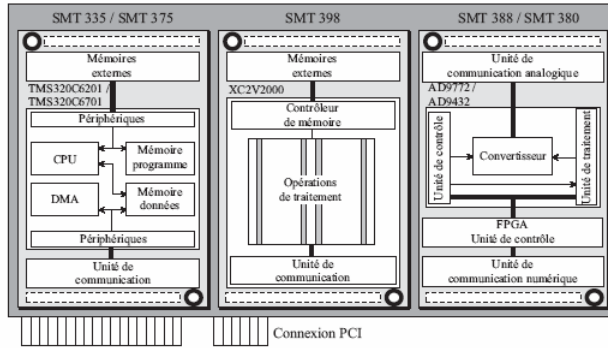 SMT 335 / SMT 375
Mémoires
externes
TMS320C6201 /
TMS320C6701
Périphériques
CPU
Mémoire
programme
DMA
Mémoire
données
Périphériques
Unité de
communication
SMT 398
Mémoires
externes
XC2V2000
Contrôleur
de mémoire
Opérations
de traitement
Unité de
communication
SMT 388 / SMT 380
Unité de
communication analogique
AD9772 /
AD9432
Unité de contrôle
Convertisseur
Unité de traitement
FPGA
Unité de contrôle
Unité de
communication numérique
Connexion PCI